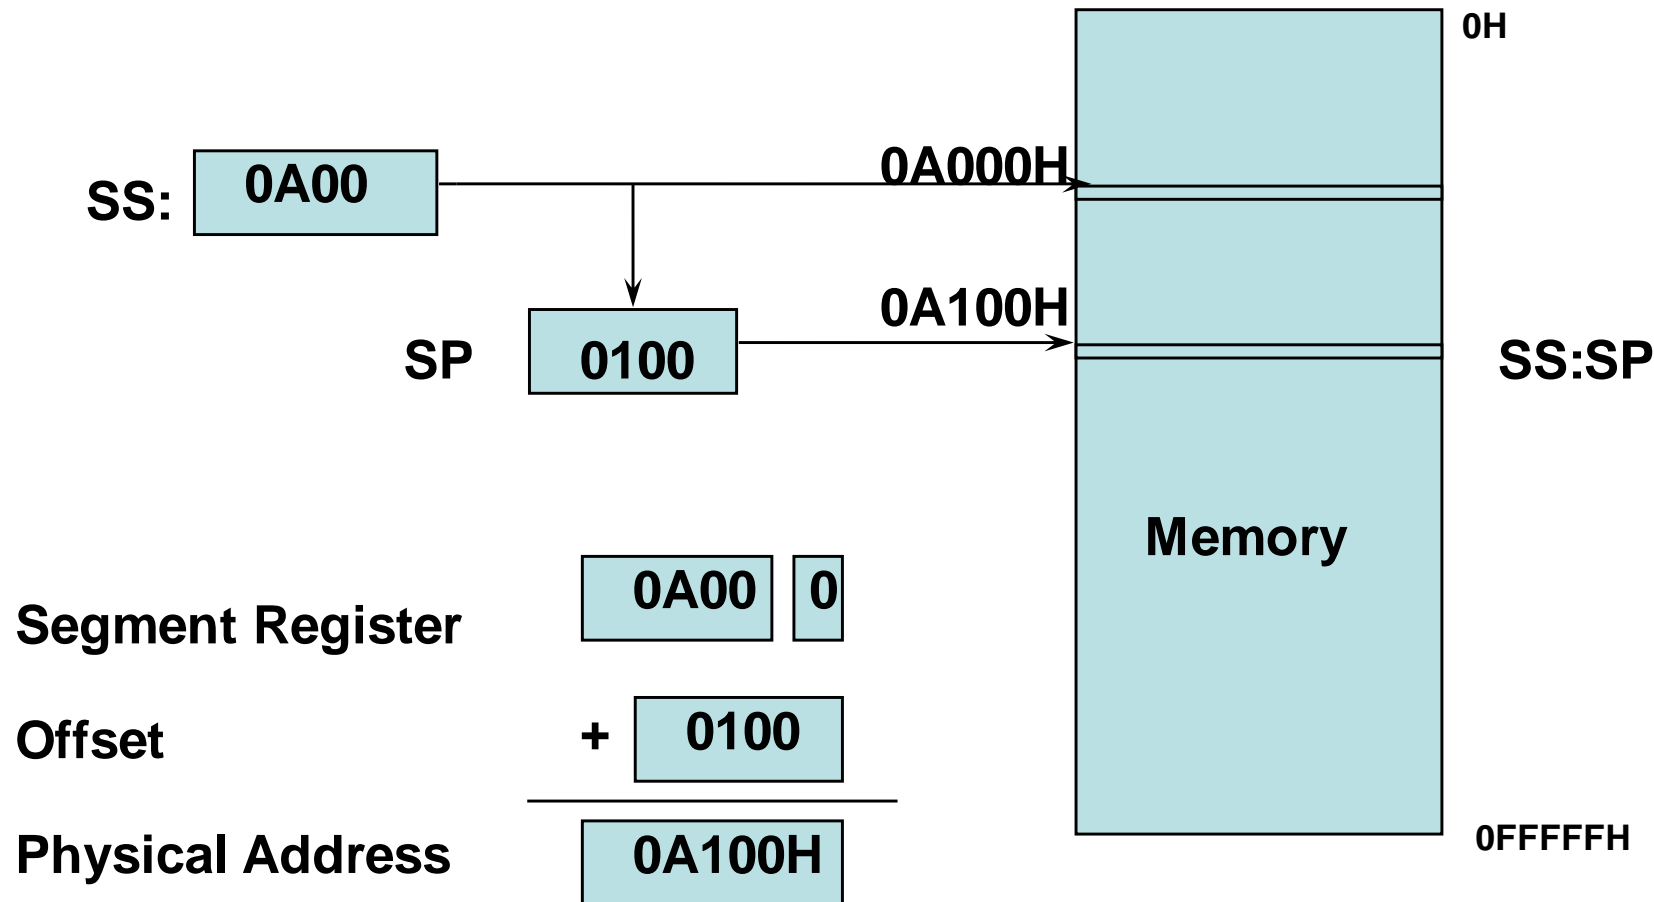 0H
SS:
0A00
0A000H
SP
0100
0A100H
SS:SP
Memory
Segment Register
0A00
0
Offset
+
0100
Physical Address
0A100H
0FFFFFH